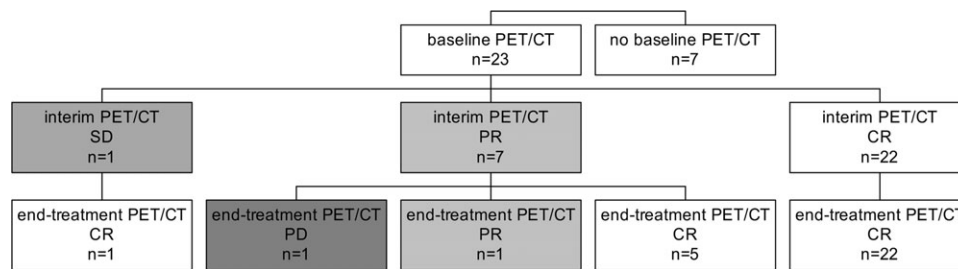 baseline PET/CT
n=23
no baseline PET/CT
n=7
interim PET/CT
SD
n=1
interim PET/CT
PR
n=7
interim PET/CT
CR
n=22
end-treatment PET/CT
CR
n=1
end-treatment PET/CT
PD
n=1
end-treatment PET/CT
PR
n=1
end-treatment PET/CT
CR
n=5
end-treatment PET/CT
CR
n=22